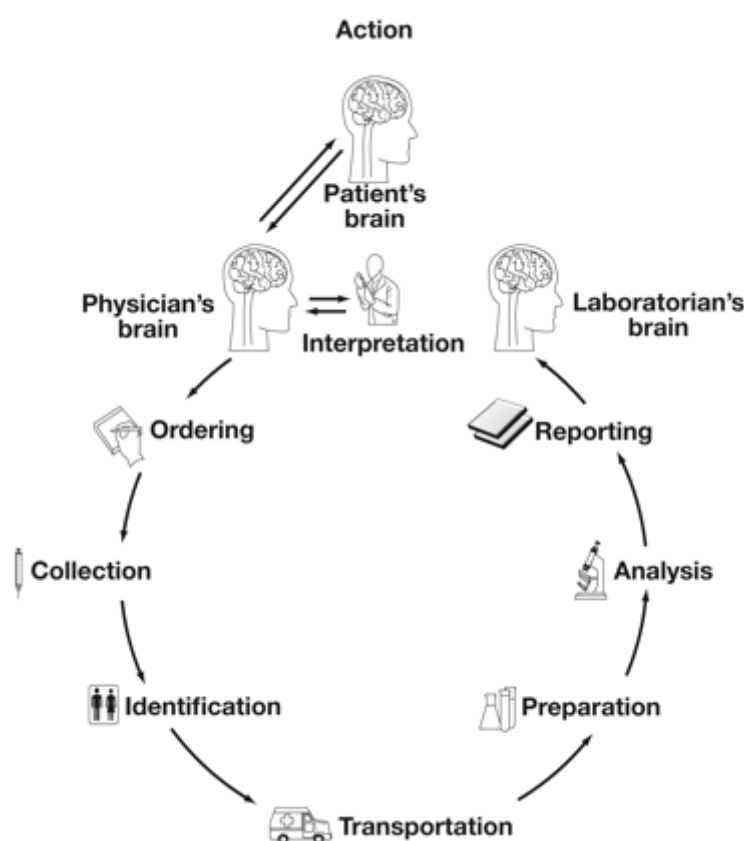 Action
Patient's
brain
Physician's
brain
Interpretation
Laboratorian's
brain
Ordering
Reporting
Collection
Analysis
Identification
Preparation
Transportation